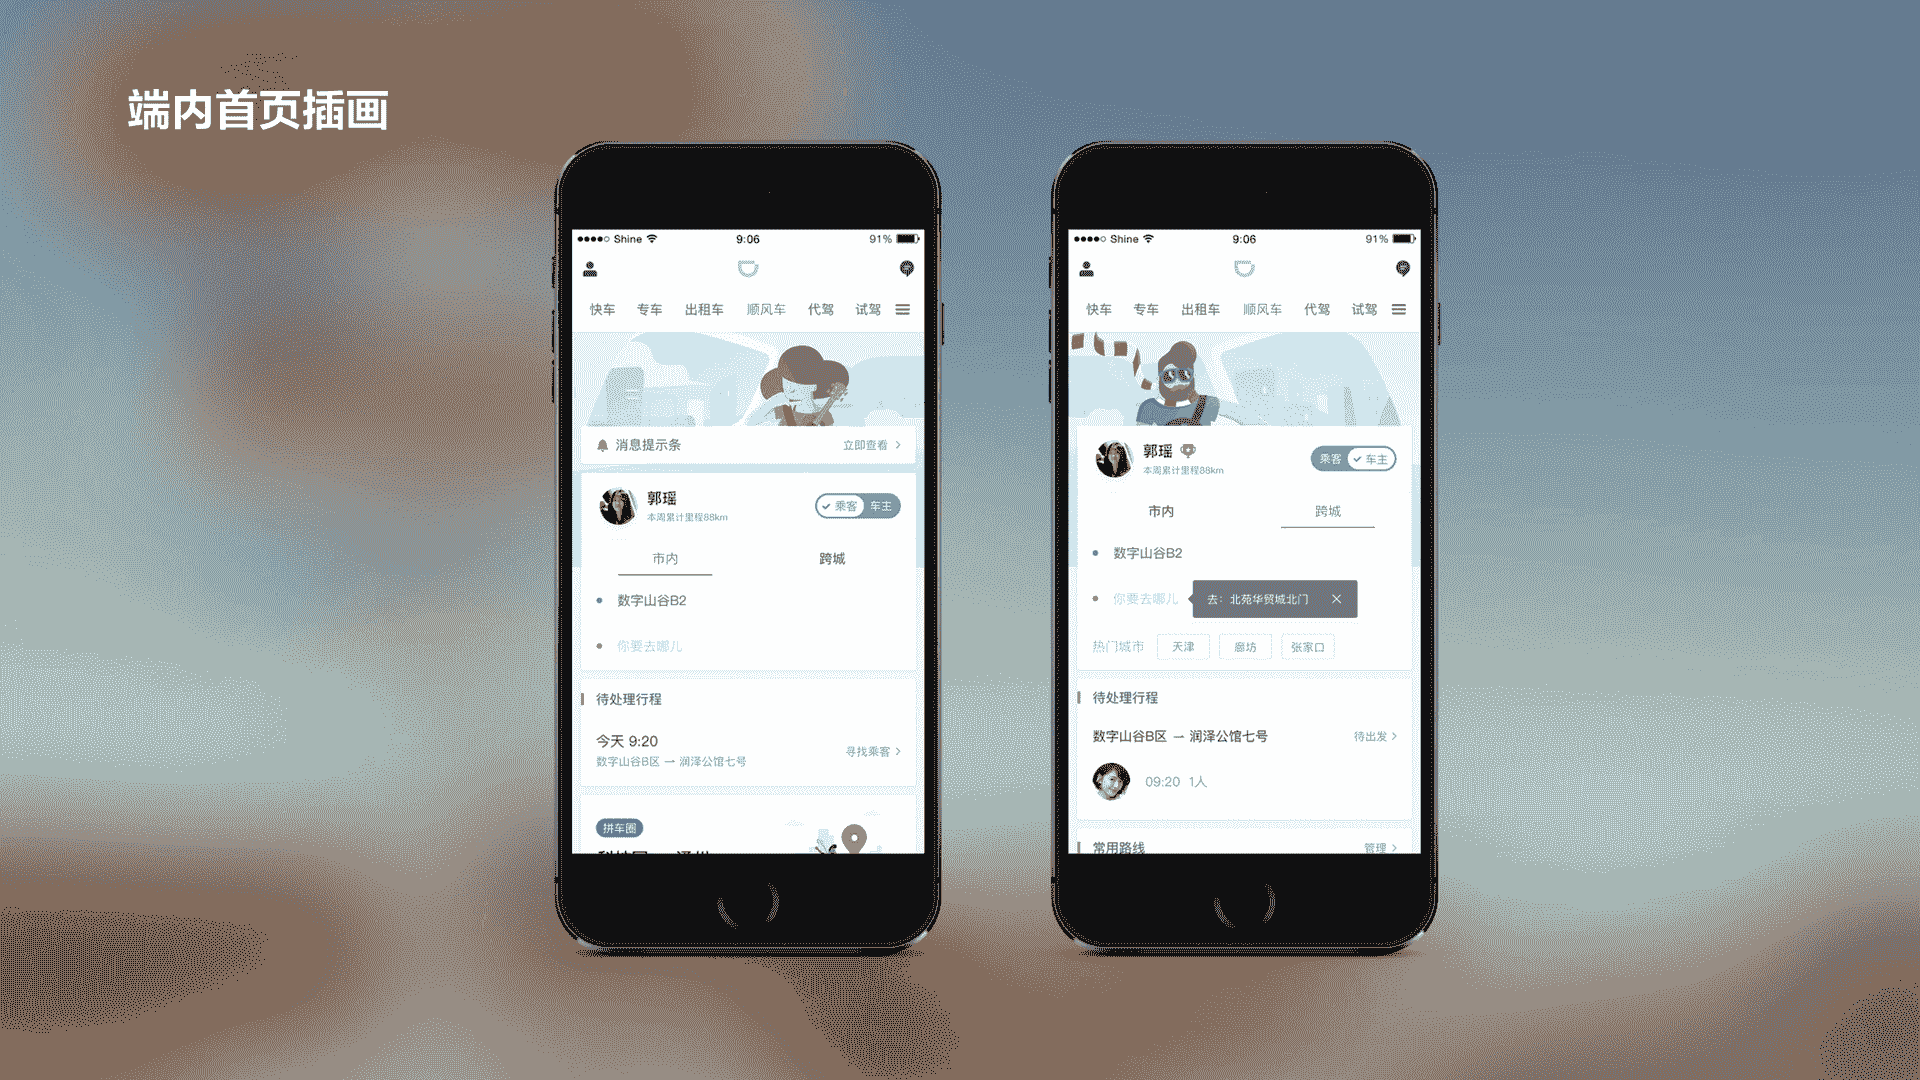 端内首页插画
Shine 9:06 91%
快车 专车 出租车 顺风车 代驾 试驾
消息提示条 立即查看
郭瑶
本周累计里程88km
乘客 车主
市内 跨城
数字山谷B2
你要去哪儿
待处理行程
今天 9:20
数字山谷B区 — 润泽公馆七号
寻找乘客
拼车圈
Shine 9:06 91%
快车 专车 出租车 顺风车 代驾 试驾
郭瑶
本周累计里程88km
乘客 车主
市内 跨城
数字山谷B2
你要去哪儿
去：北苑华贸城北门
热门城市 天津 廊坊 张家口
待处理行程
数字山谷B区 — 润泽公馆七号 待出发
09:20 1人
常用路线 管理